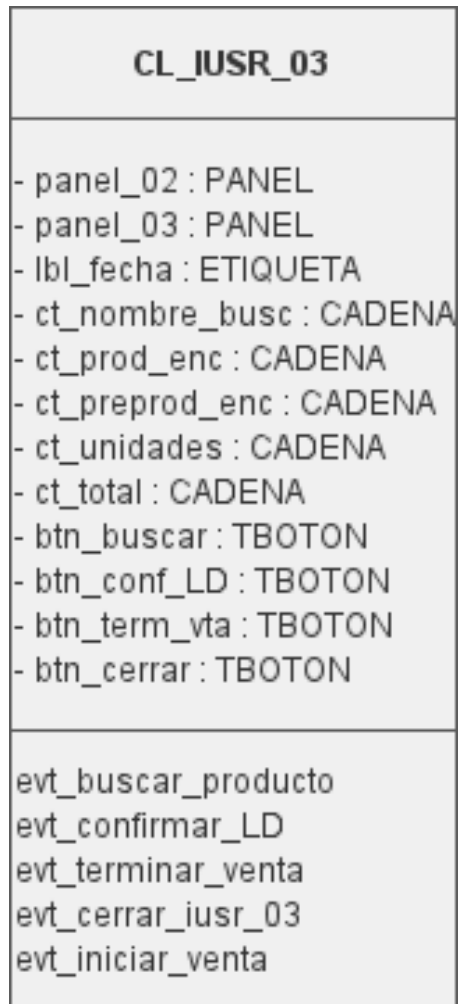 CL_IUSR_03
- panel_02 : PANEL
- panel_03 : PANEL
- lbl_fecha : ETIQUETA
- ct_nombre_busc : CADENA
- ct_prod_enc : CADENA
- ct_preprod_enc : CADENA
- ct_unidades : CADENA
- ct_total : CADENA
- btn_buscar : TBOTON
- btn_conf_LD : TBOTON
- btn_term_vta : TBOTON
- btn_cerrar : TBOTON
evt_buscar_producto
evt_confirmar_LD
evt_terminar_venta
evt_cerrar_iusr_03
evt_iniciar_venta